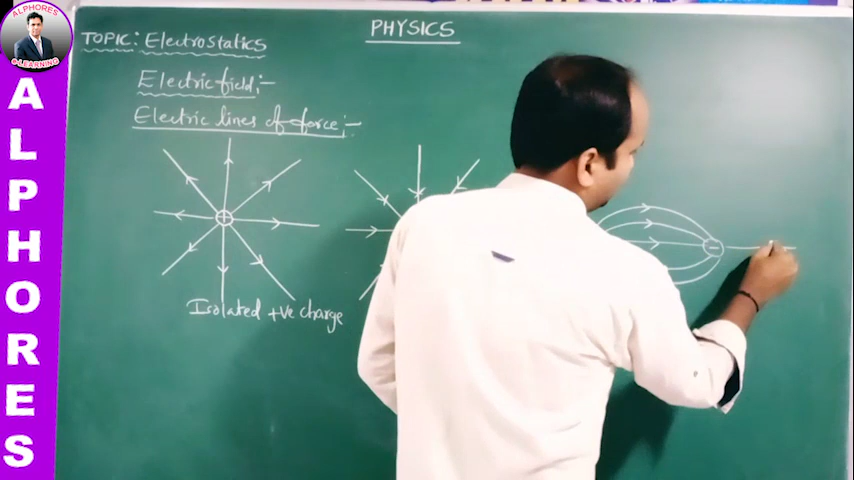 ALPHORES
e-LEARNING
ALPHORES
PHYSICS
TOPIC: Electrostatics
Electric field:-
Electric lines of force:-
+
-
Isolated +ve charge